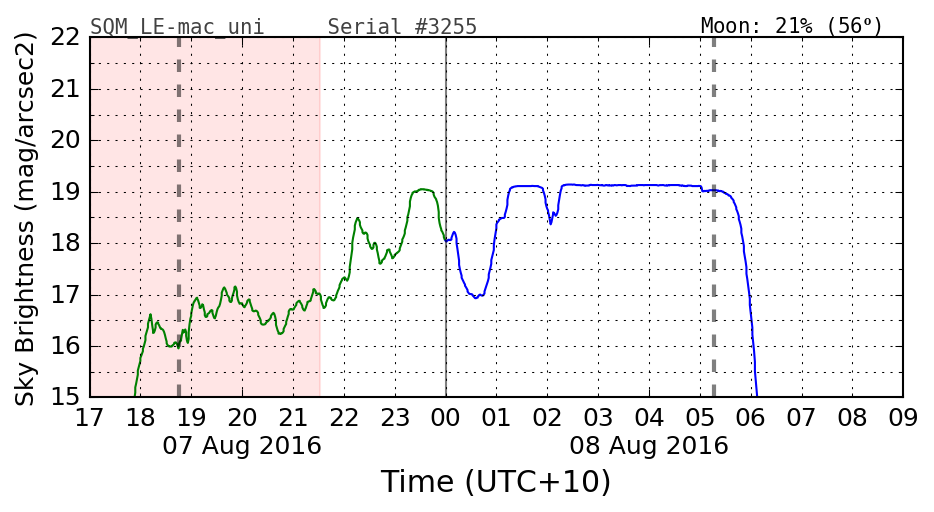 SQM_LE-mac_uni Serial #3255 Moon: 21% (56°)
Sky Brightness (mag/arcsec2)
22
21
20
19
18
17
16
15
17 18 19 20 21 22 23 00 01 02 03 04 05 06 07 08 09
07 Aug 2016 08 Aug 2016
Time (UTC+10)